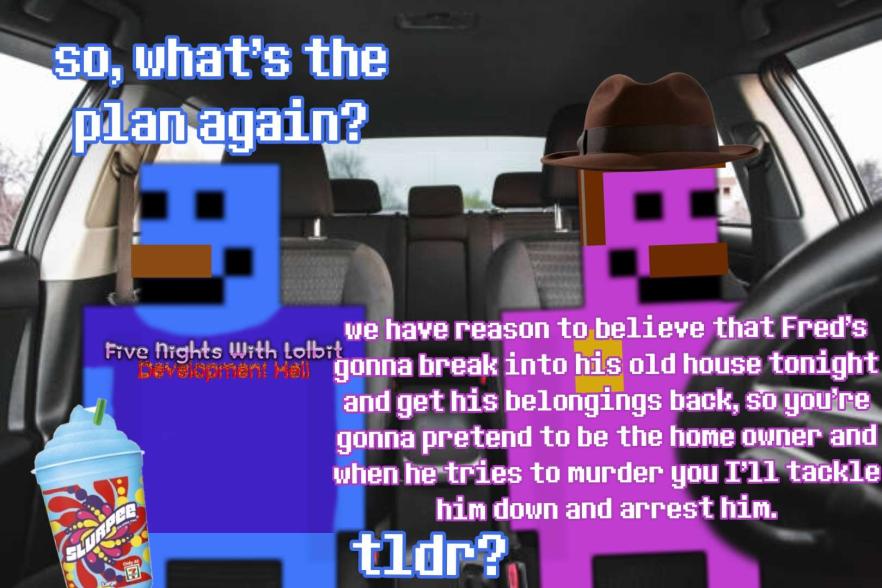 so, what's the
plan again?
Five Nights With Lolbit
Development Hell
we have reason to believe that Fred's
gonna break into his old house tonight
and get his belongings back, so you're
gonna pretend to be the home owner and
when he tries to murder you I'll tackle
him down and arrest him.
SLURPEE
tldr?